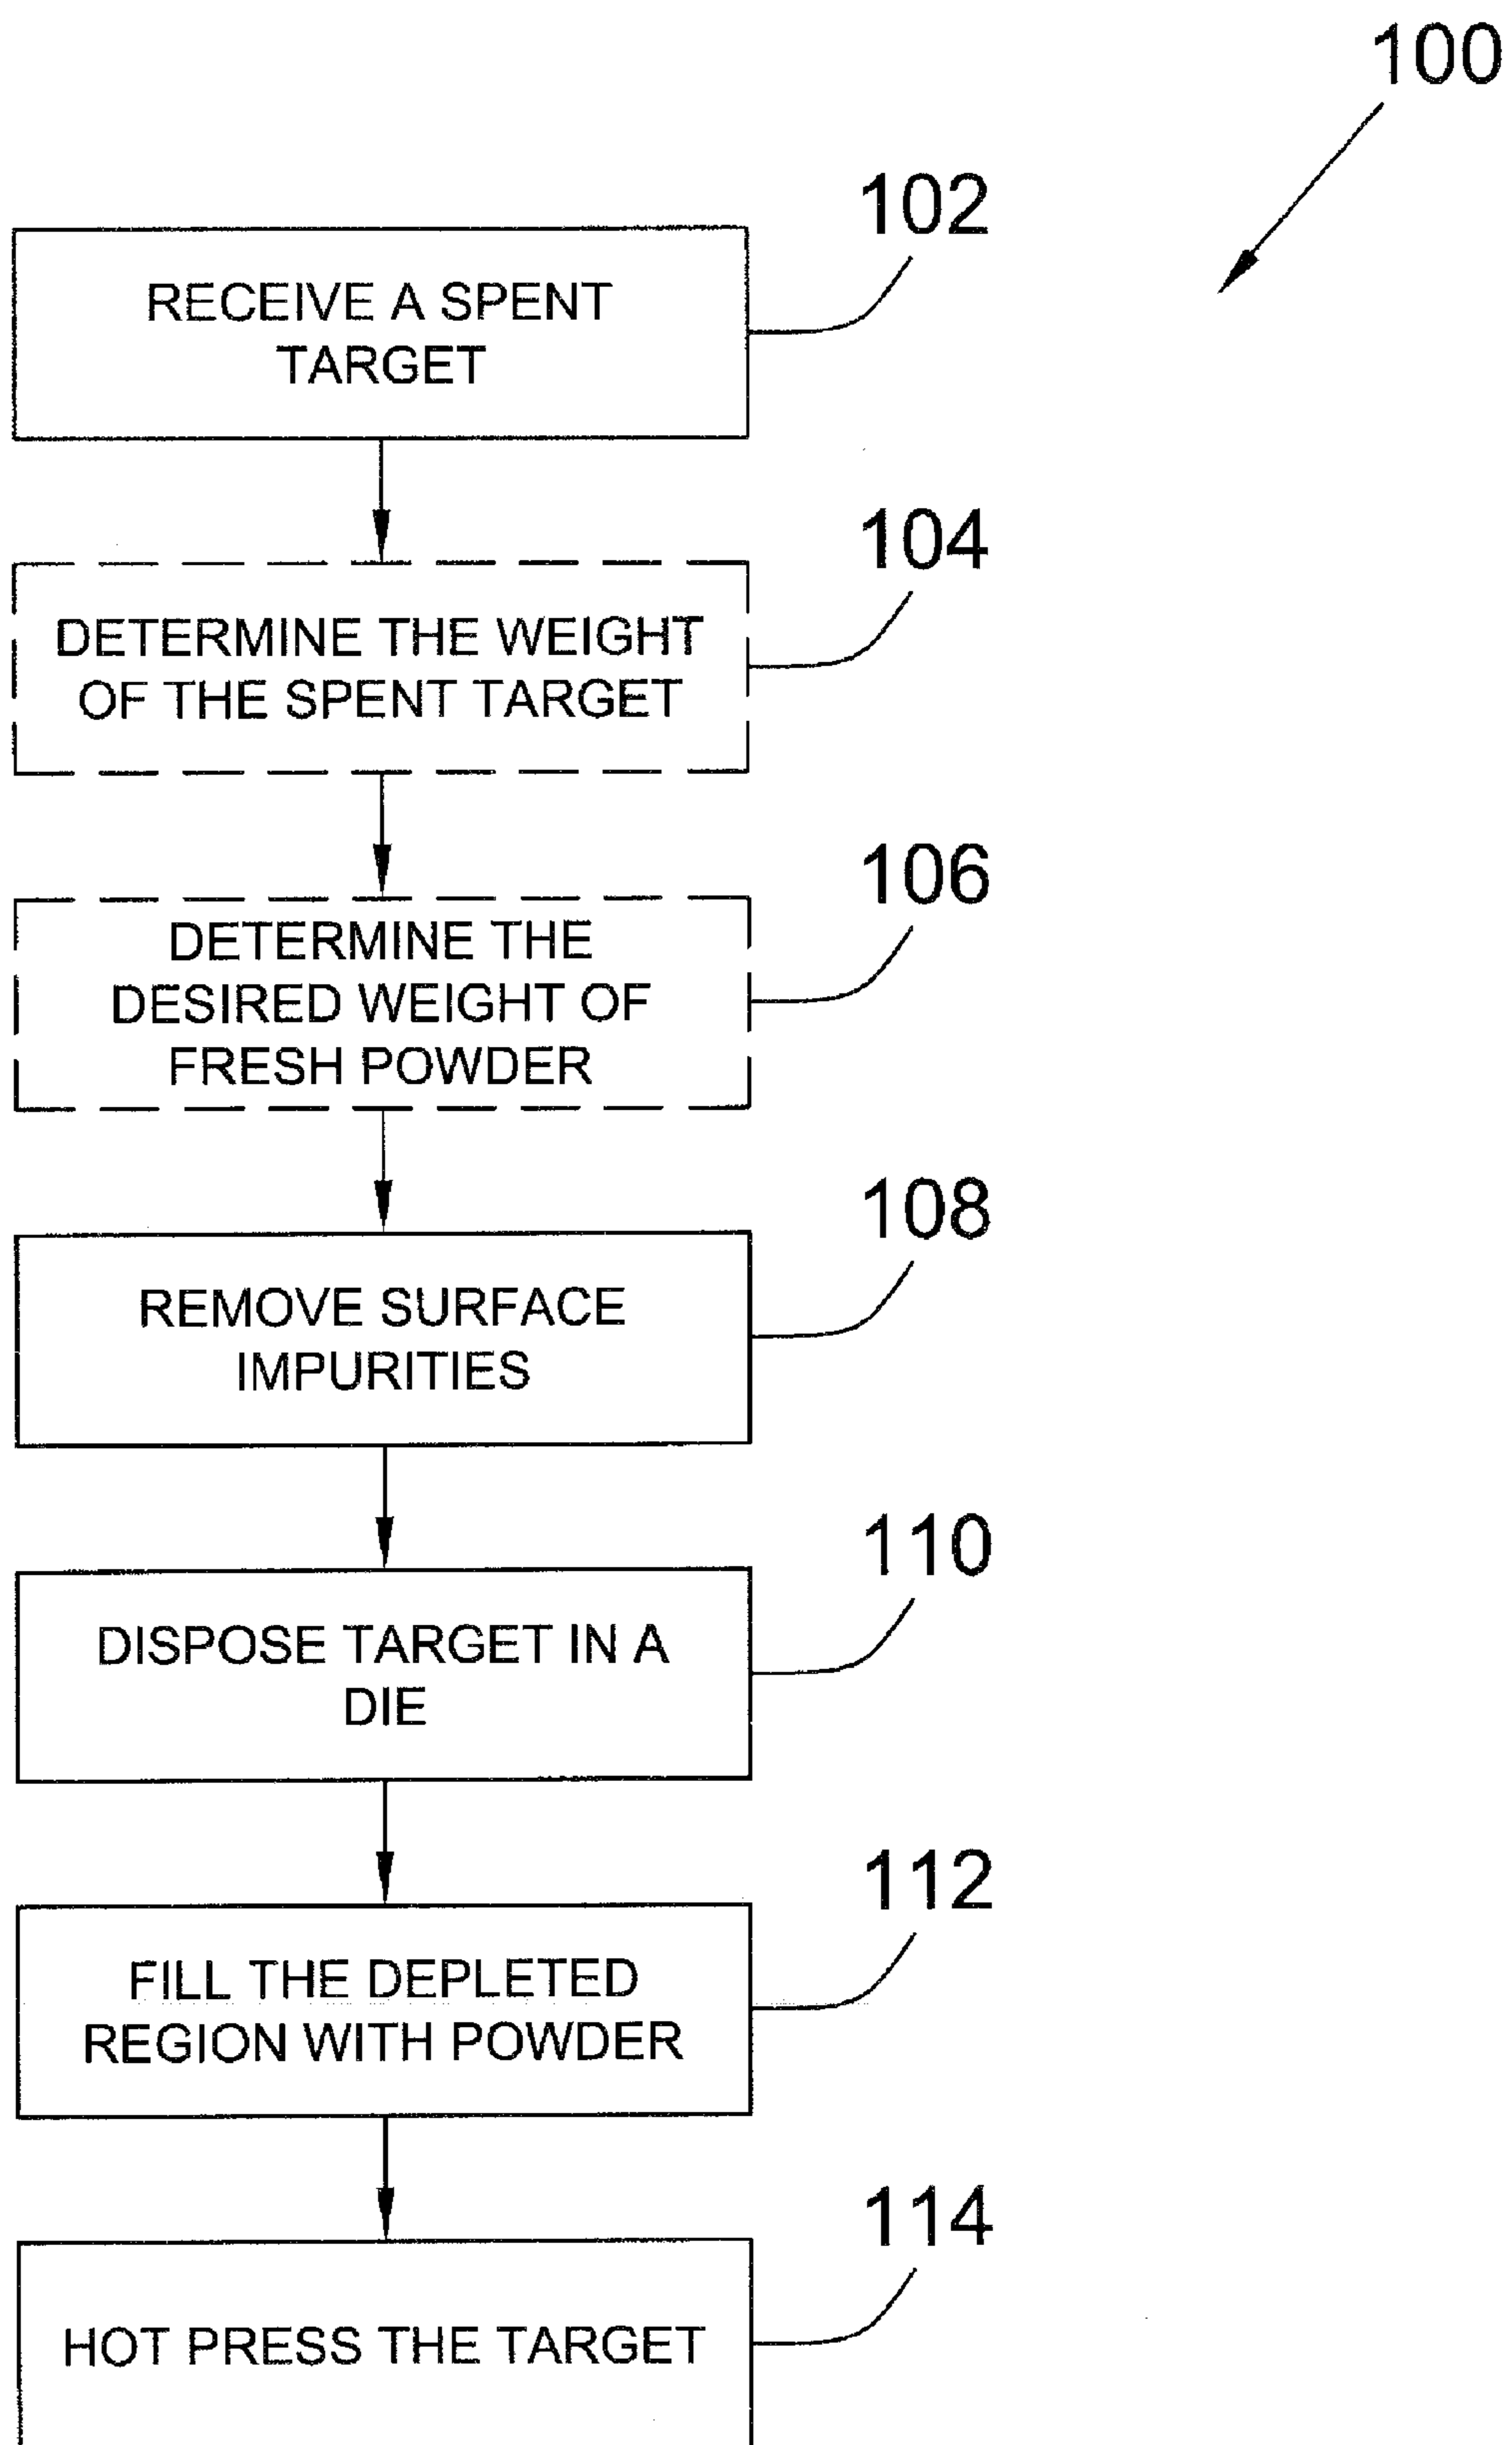 100
102
RECEIVE A SPENT
TARGET
104
DETERMINE THE WEIGHT
OF THE SPENT TARGET
106
DETERMINE THE
DESIRED WEIGHT OF
FRESH POWDER
108
REMOVE SURFACE
IMPURITIES
110
DISPOSE TARGET IN A
DIE
112
FILL THE DEPLETED
REGION WITH POWDER
114
HOT PRESS THE TARGET